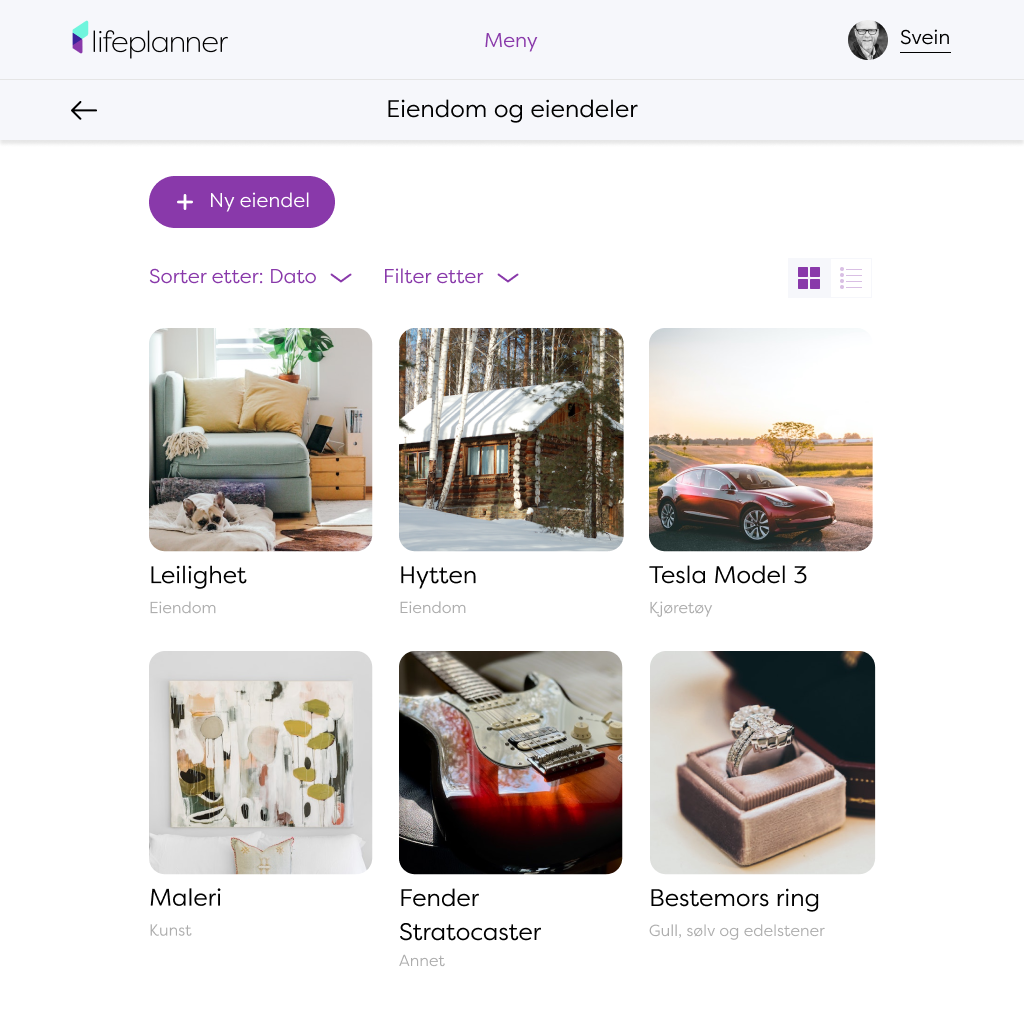 lifeplanner
Meny
Svein
Eiendom og eiendeler
Ny eiendel
Sorter etter: Dato
Filter etter
Leilighet
Eiendom
Hytten
Eiendom
Tesla Model 3
Kjøretøy
Maleri
Kunst
Fender
Stratocaster
Annet
Bestemors ring
Gull, sølv og edelstener